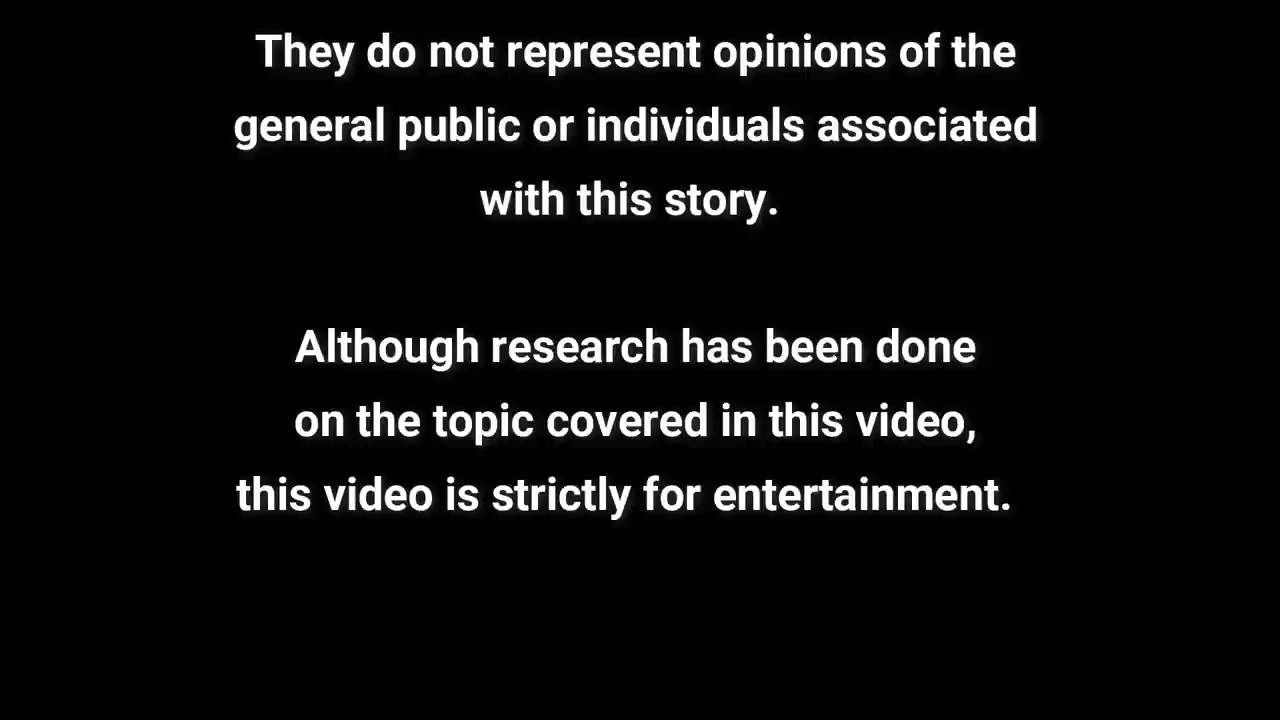 They do not represent opinions of the
general public or individuals associated
with this story.
Although research has been done
on the topic covered in this video,
this video is strictly for entertainment.